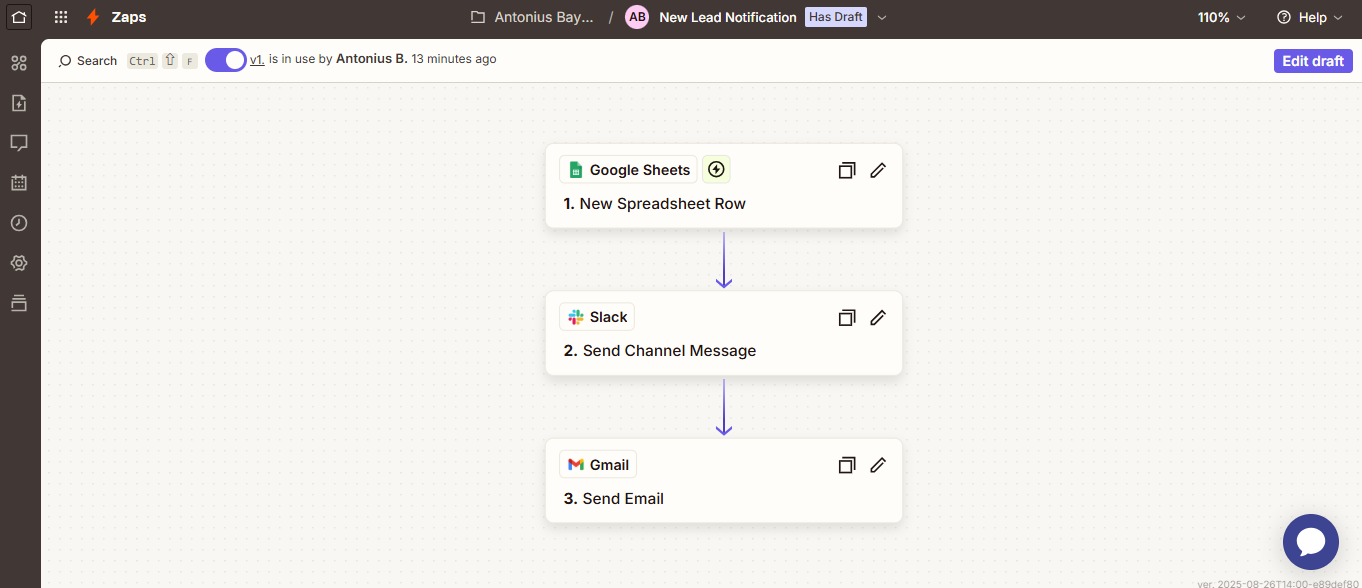 Zaps
Antonius Bay... / AB New Lead Notification Has Draft
110% Help
Search Ctrl ⇧ F v1. is in use by Antonius B. 13 minutes ago
Edit draft
Google Sheets
1. New Spreadsheet Row
Slack
2. Send Channel Message
Gmail
3. Send Email
ver. 2025-08-26T14:00-e89def80